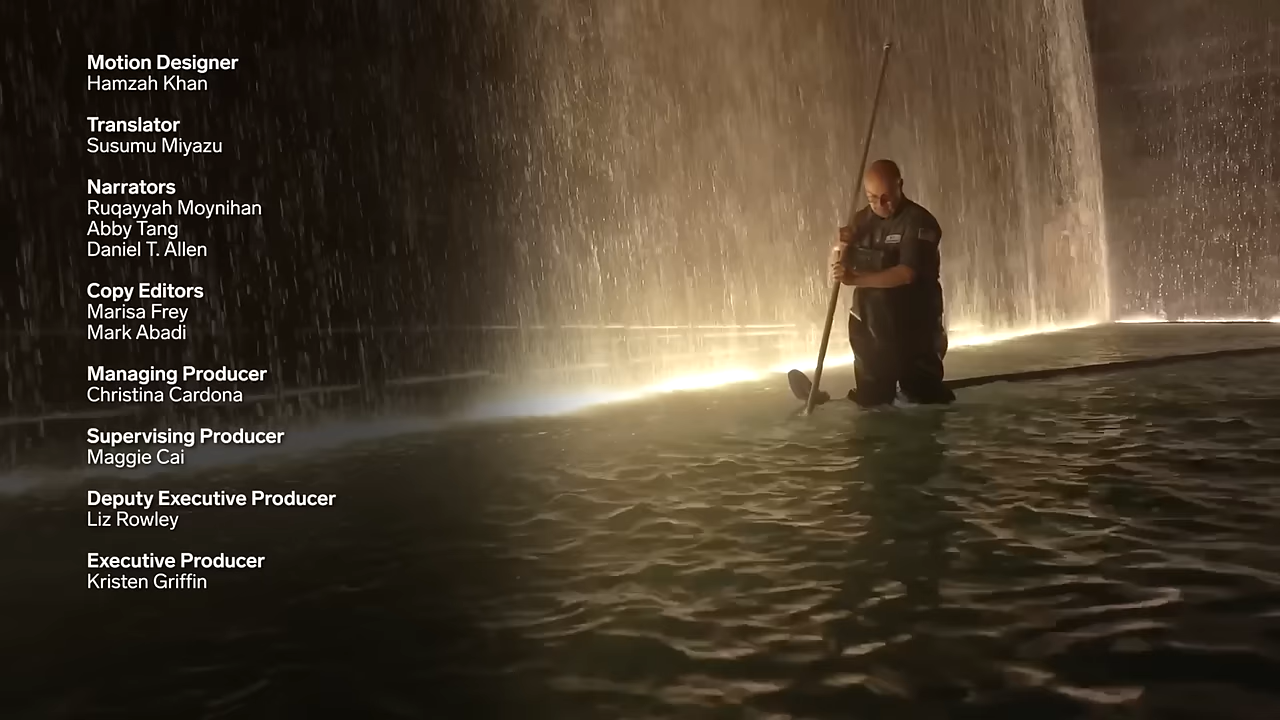 Motion Designer
Hamzah Khan
Translator
Susumu Miyazu
Narrators
Ruqayyah Moynihan
Abby Tang
Daniel T. Allen
Copy Editors
Marisa Frey
Mark Abadi
Managing Producer
Christina Cardona
Supervising Producer
Maggie Cai
Deputy Executive Producer
Liz Rowley
Executive Producer
Kristen Griffin